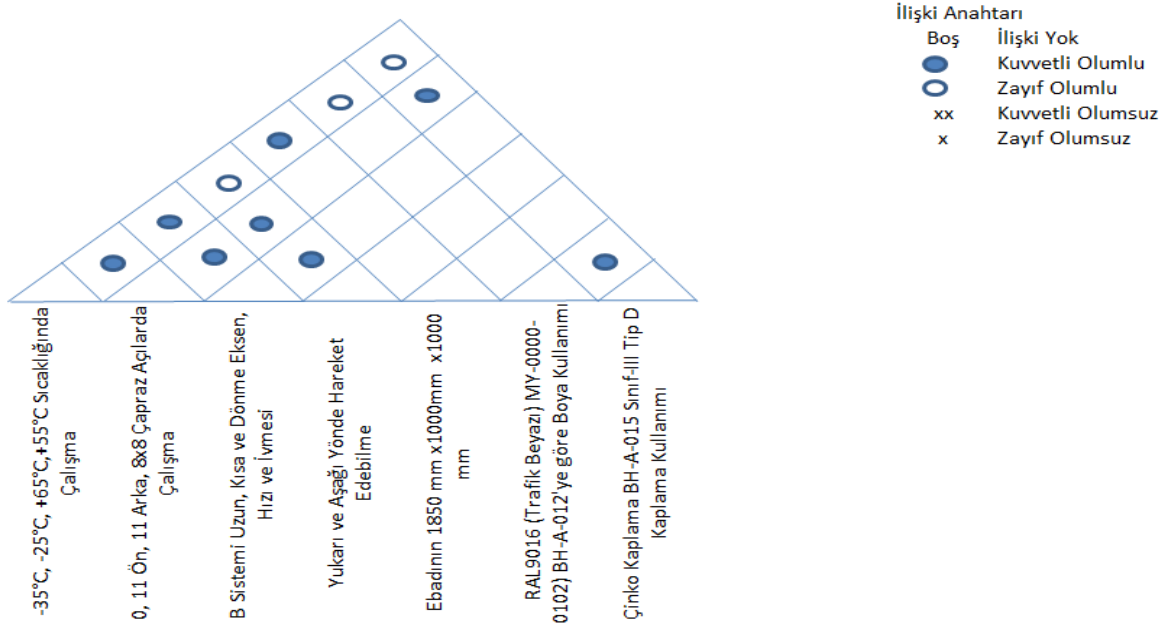 İlişki Anahtarı
Boş İlişki Yok
Kuvvetli Olumlu
Zayıf Olumlu
xx Kuvvetli Olumsuz
x Zayıf Olumsuz
-35°C, -25°C, +65°C,+55°C Sıcaklığında
Çalışma
0, 11 Ön, 11 Arka, 8x8 Çapraz Açılarda
Çalışma
B Sistemi Uzun, Kısa ve Dönme Eksen,
Hızı ve İvmesi
Yukarı ve Aşağı Yönde Hareket
Edebilme
Ebadının 1850 mm x1000mm x1000
mm
RAL9016 (Trafik Beyazı) MY-0000-
0102) BH-A-012'ye göre Boya Kullanımı
Çinko Kaplama BH-A-015 Sınıf-III Tip D
Kaplama Kullanımı